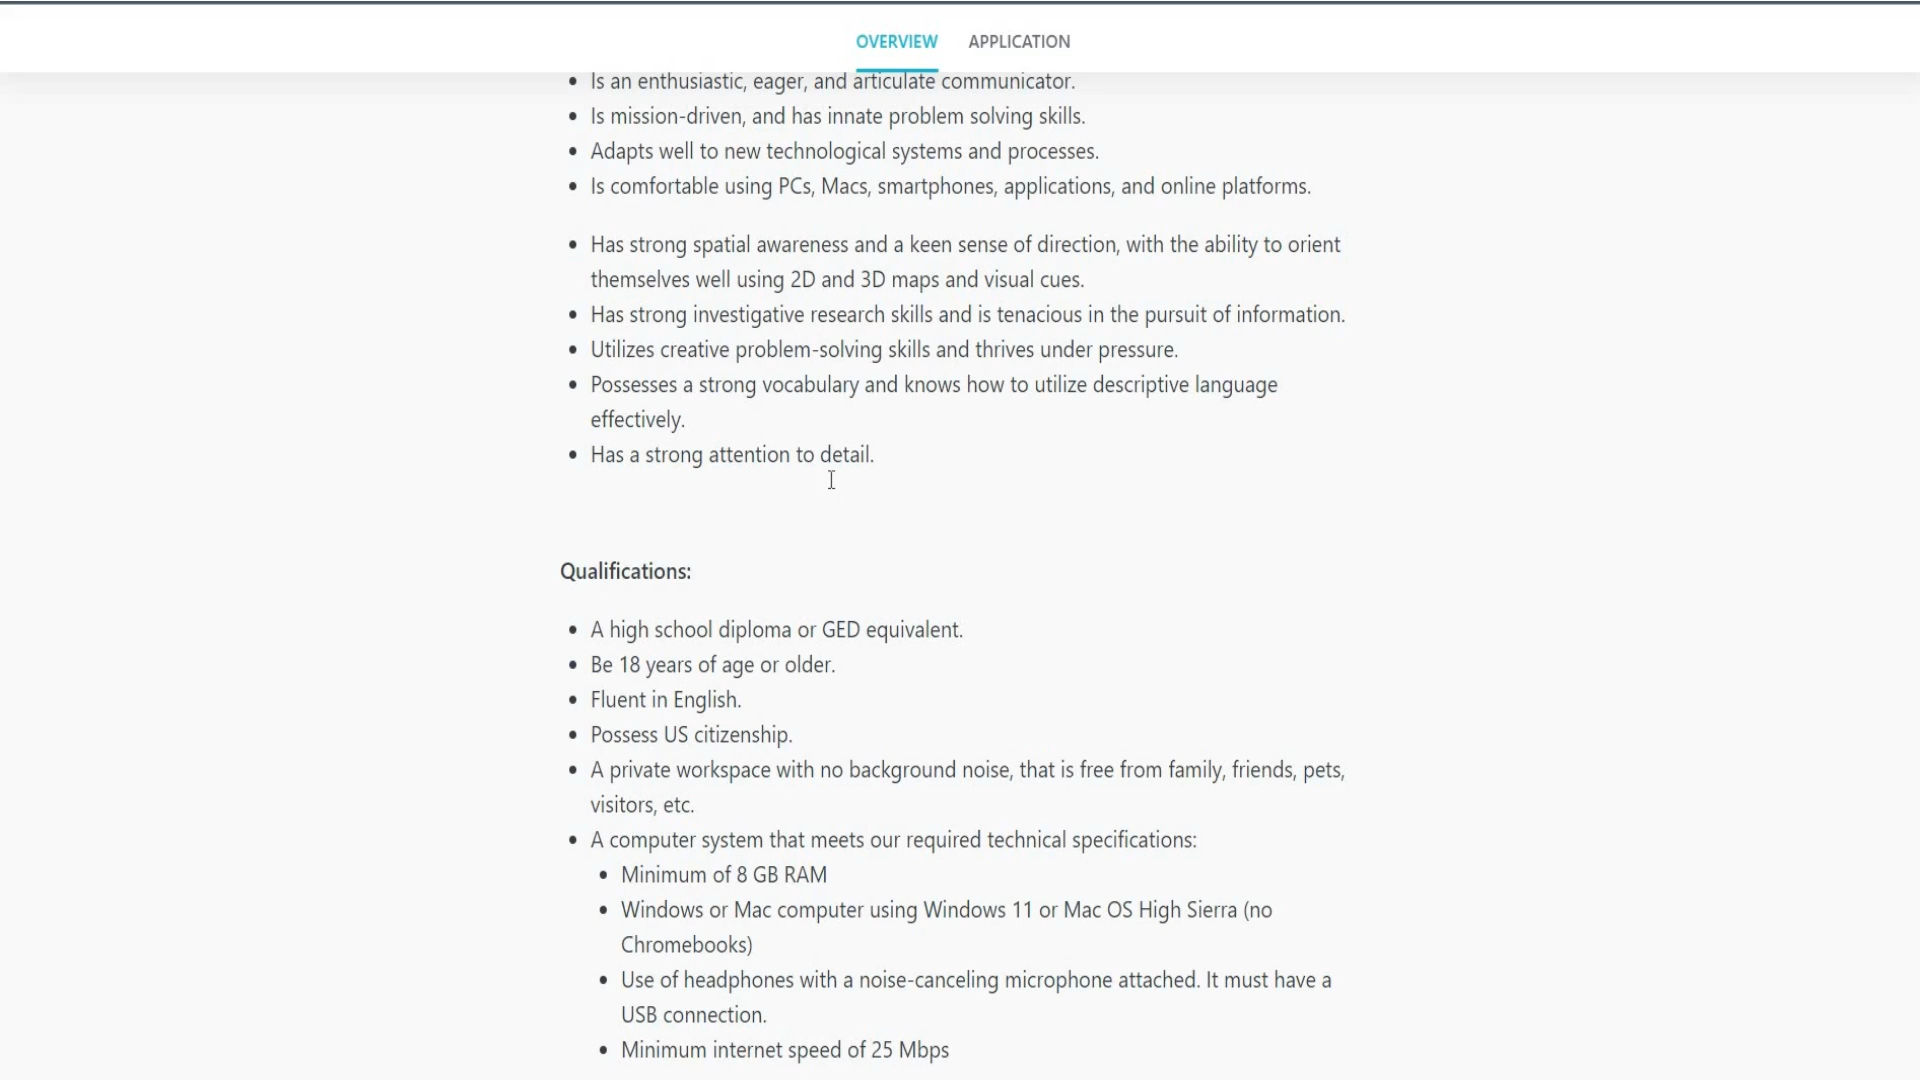 OVERVIEW APPLICATION
• Is an enthusiastic, eager, and articulate communicator.
• Is mission-driven, and has innate problem solving skills.
• Adapts well to new technological systems and processes.
• Is comfortable using PCs, Macs, smartphones, applications, and online platforms.
• Has strong spatial awareness and a keen sense of direction, with the ability to orient
themselves well using 2D and 3D maps and visual cues.
• Has strong investigative research skills and is tenacious in the pursuit of information.
• Utilizes creative problem-solving skills and thrives under pressure.
• Possesses a strong vocabulary and knows how to utilize descriptive language
effectively.
• Has a strong attention to detail.
Qualifications:
• A high school diploma or GED equivalent.
• Be 18 years of age or older.
• Fluent in English.
• Possess US citizenship.
• A private workspace with no background noise, that is free from family, friends, pets,
visitors, etc.
• A computer system that meets our required technical specifications:
• Minimum of 8 GB RAM
• Windows or Mac computer using Windows 11 or Mac OS High Sierra (no
Chromebooks)
• Use of headphones with a noise-canceling microphone attached. It must have a
USB connection.
• Minimum internet speed of 25 Mbps